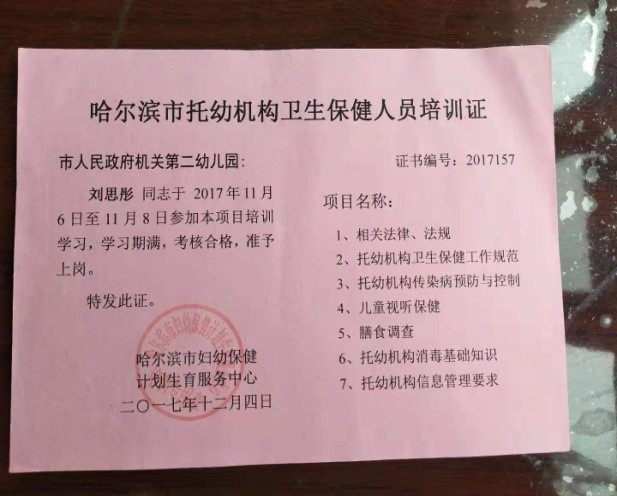 哈尔滨市托幼机构卫生保健人员培训证
市人民政府机关第二幼儿园：
证书编号：2017157
刘思彤 同志于 2017年11月
6日至11月8日参加本项目培训
学习，学习期满，考核合格，准予
上岗。
特发此证。
哈尔滨市妇幼保健
计划生育服务中心
二〇一七年十二月四日
项目名称：
1、相关法律、法规
2、托幼机构卫生保健工作规范
3、托幼机构传染病预防与控制
4、儿童视听保健
5、膳食调查
6、托幼机构消毒基础知识
7、托幼机构信息管理要求